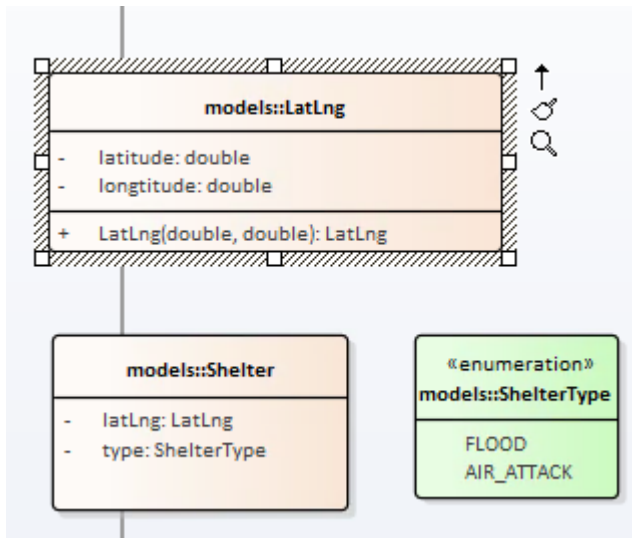 models::LatLng
- latitude: double
- longtitude: double
+ LatLng(double, double): LatLng
models::Shelter
- latLng: LatLng
- type: ShelterType
«enumeration»
models::ShelterType
FLOOD
AIR_ATTACK